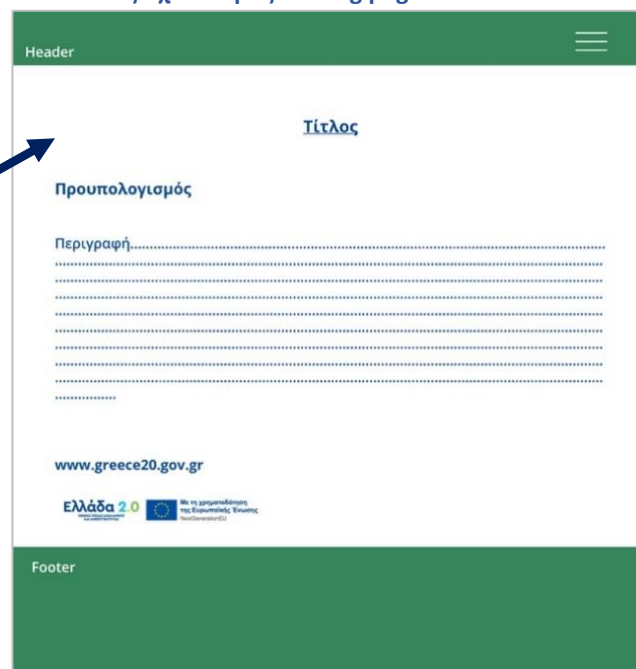 Header
Τίτλος
Προυπολογισμός
Περιγραφή
www.greece20.gov.gr
Ελλάδα 2.0
Με τη χρηματοδότηση
της Ευρωπαϊκής Ένωσης
NextGenerationEU
Footer